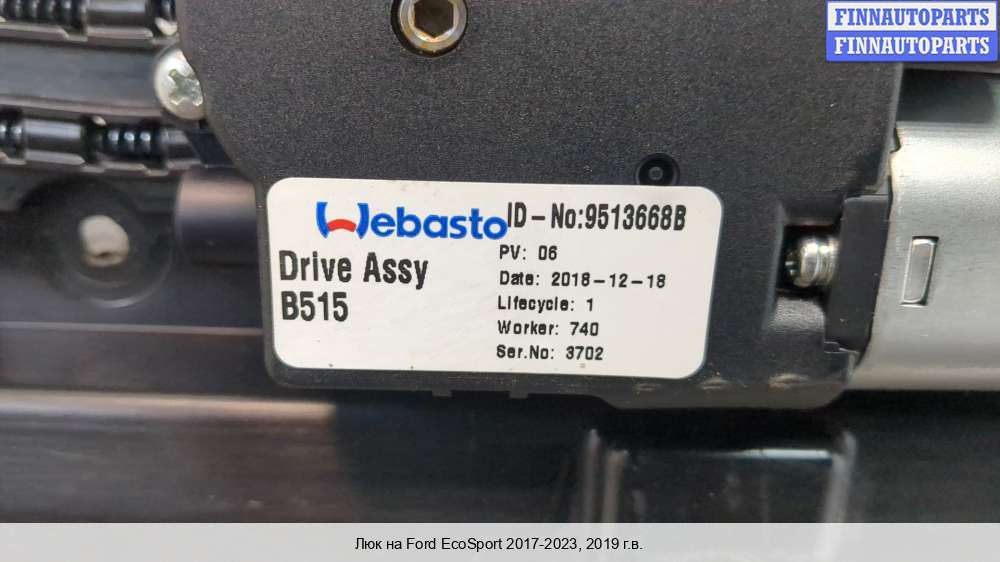 FINNAUTOPARTS
FINNAUTOPARTS
Webasto
ID-No:9513668B
Drive Assy
B515
PV: 06
Date: 2018-12-18
Lifecycle: 1
Worker: 740
Ser.No: 3702
Люк на Ford EcoSport 2017-2023, 2019 г.в.